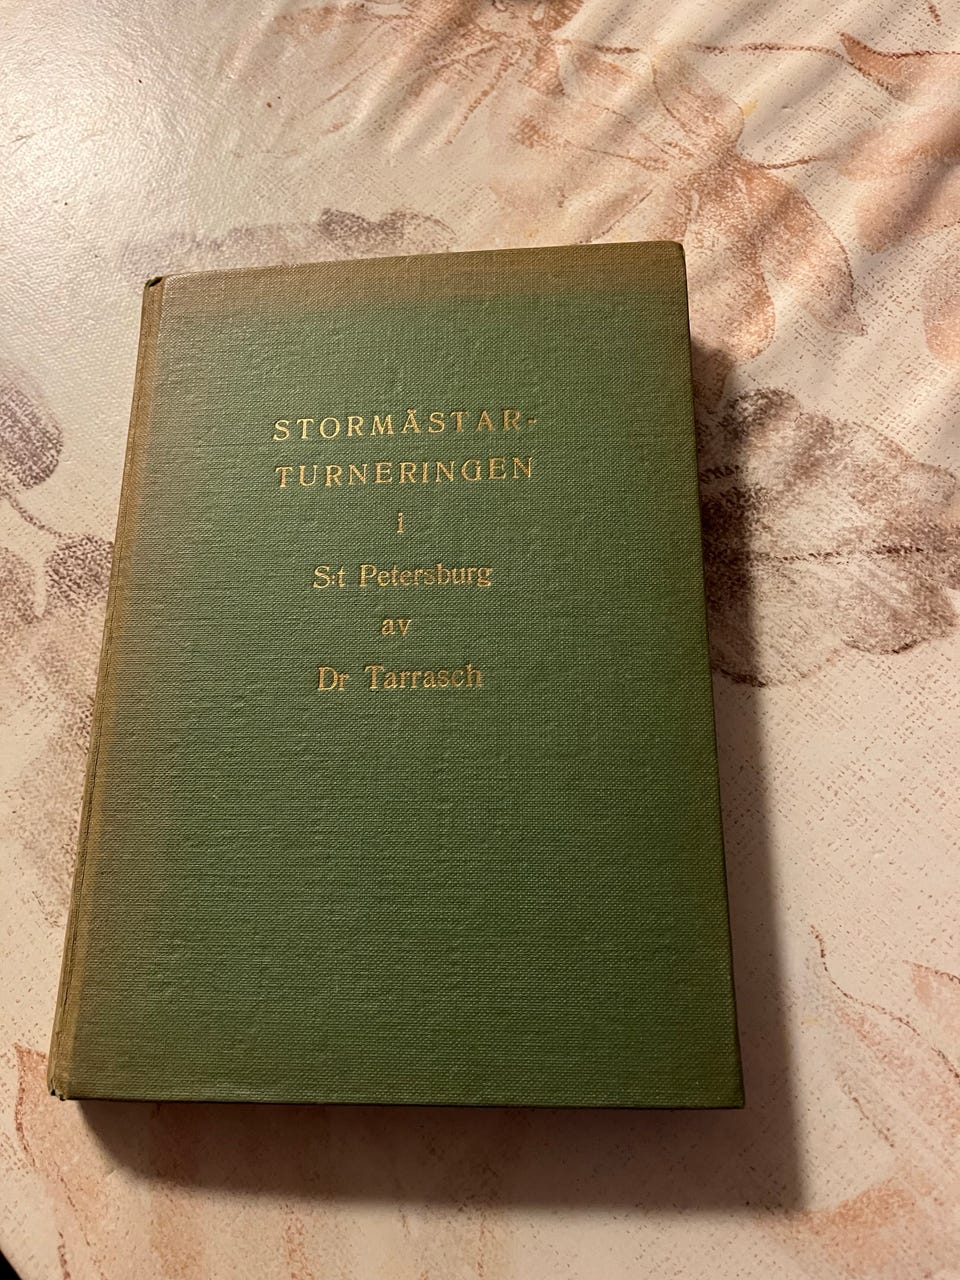 STORMÄSTAR-
TURNERINGEN
i
S:t Petersburg
av
Dr Tarrasch